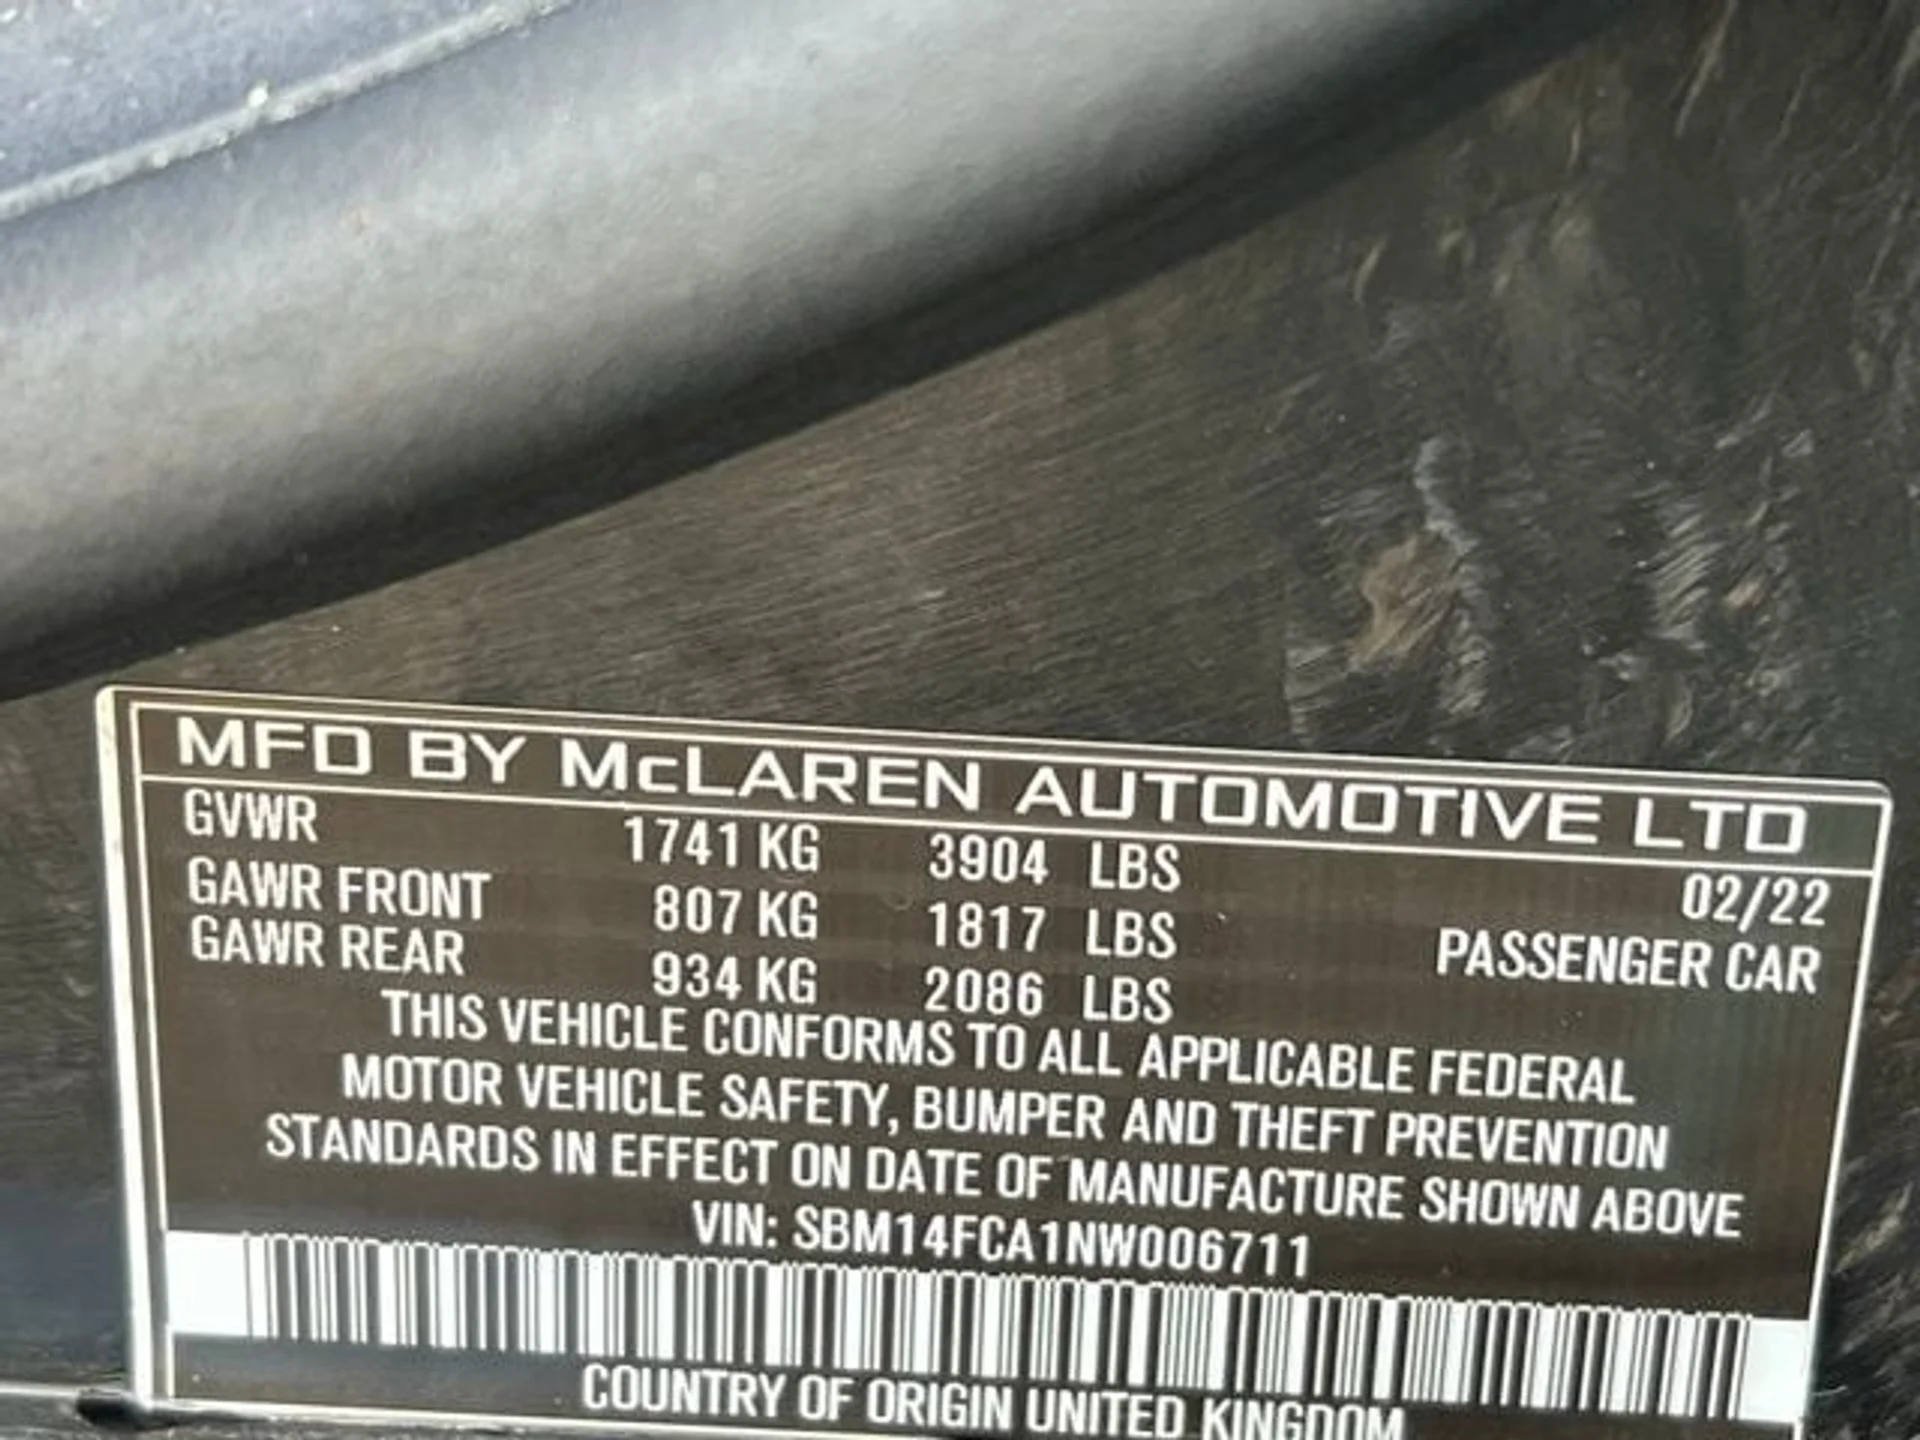 MFD BY McLAREN AUTOMOTIVE LTD
GVWR 1741 KG 3904 LBS 02/22
GAWR FRONT 807 KG 1817 LBS PASSENGER CAR
GAWR REAR 934 KG 2086 LBS
THIS VEHICLE CONFORMS TO ALL APPLICABLE FEDERAL
MOTOR VEHICLE SAFETY, BUMPER AND THEFT PREVENTION
STANDARDS IN EFFECT ON DATE OF MANUFACTURE SHOWN ABOVE
VIN: SBM14FCA1NW006711
COUNTRY OF ORIGIN UNITED KINGDOM